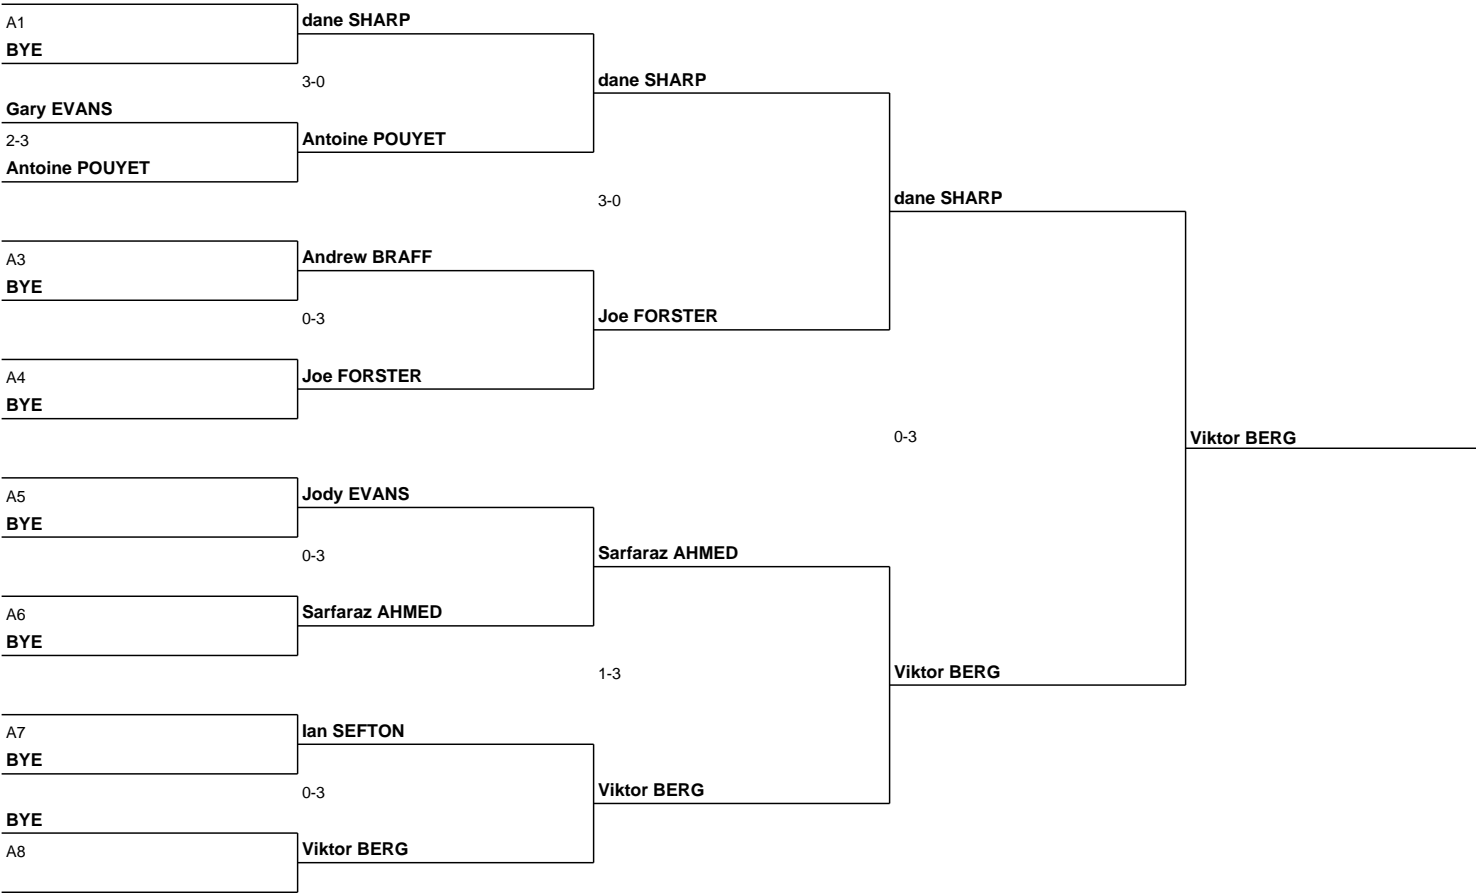 A1
BYE
dane SHARP
3-0
Gary EVANS
2-3
Antoine POUYET
Antoine POUYET
dane SHARP
3-0
A3
BYE
Andrew BRAFF
0-3
A4
BYE
Joe FORSTER
Joe FORSTER
dane SHARP
0-3
A5
BYE
Jody EVANS
0-3
A6
BYE
Sarfaraz AHMED
Sarfaraz AHMED
1-3
A7
BYE
Ian SEFTON
0-3
BYE
A8
Viktor BERG
Viktor BERG
Viktor BERG
Viktor BERG